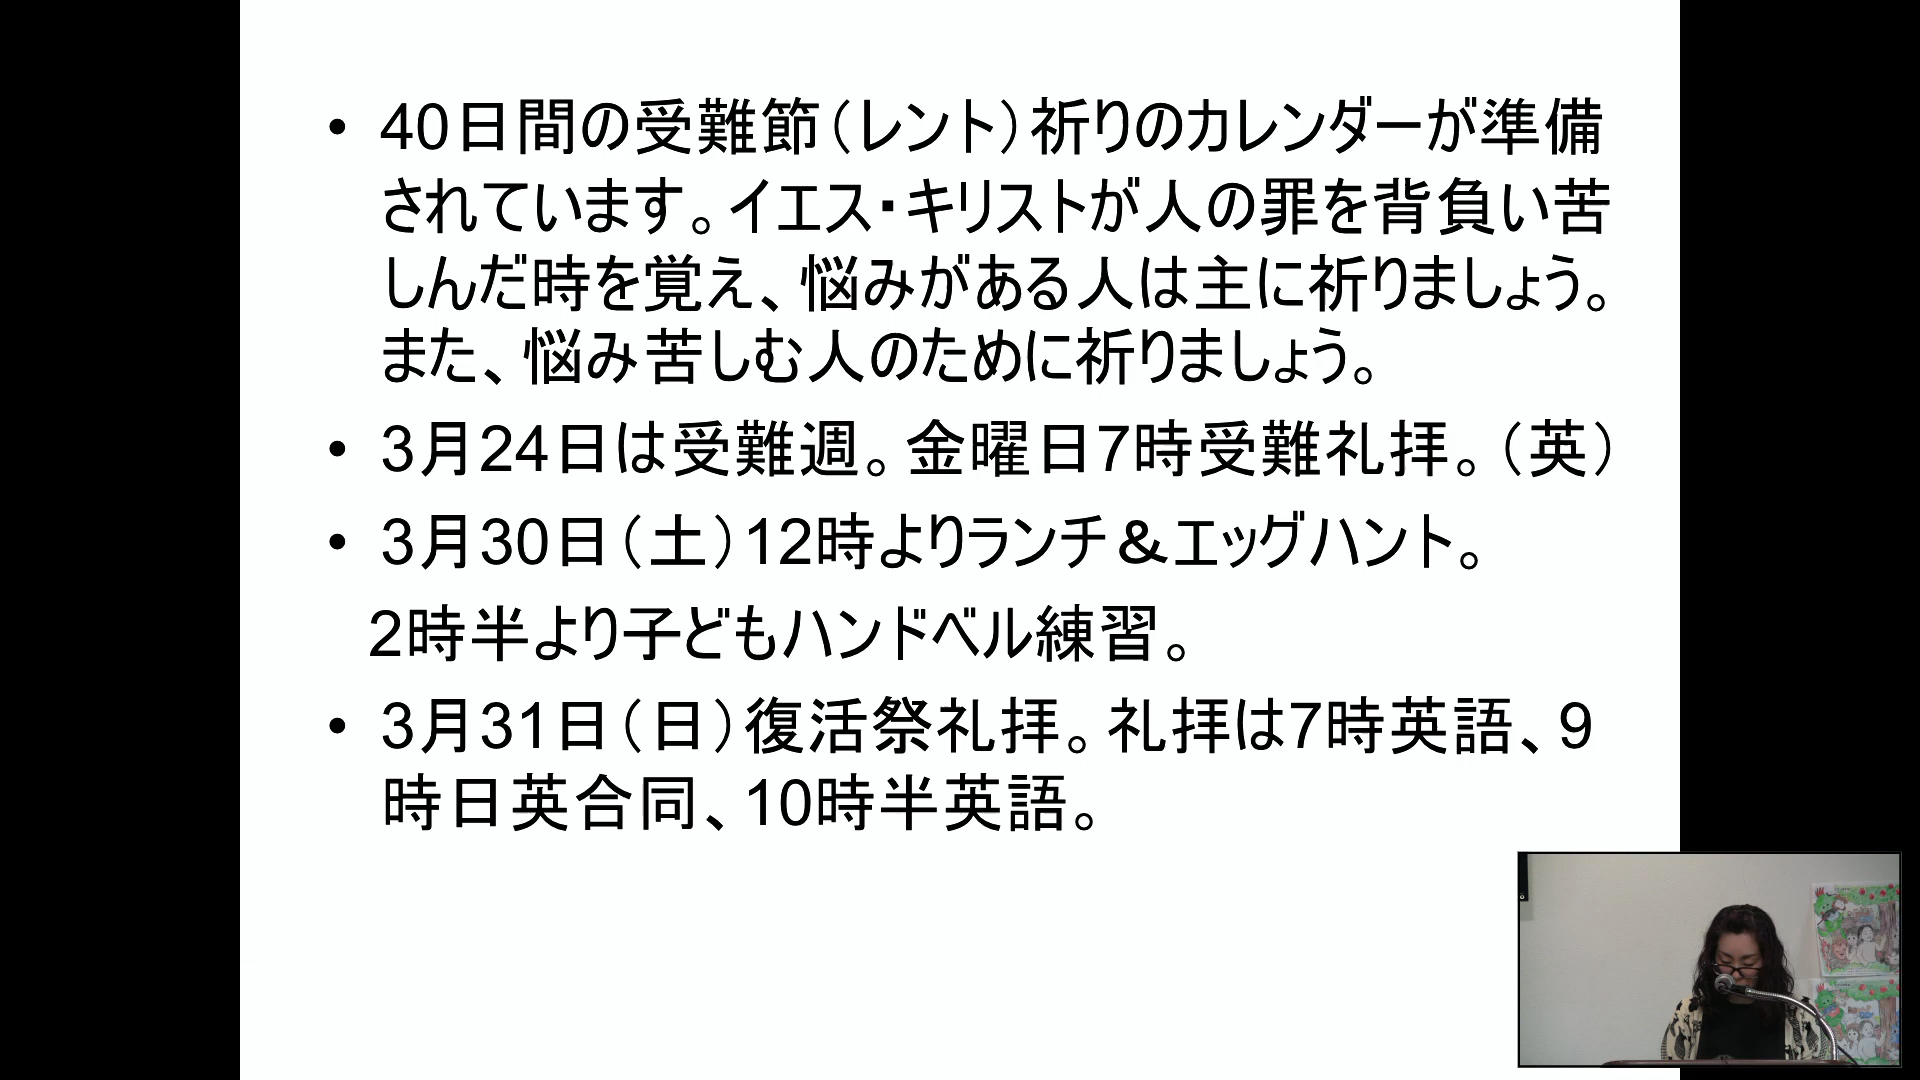 • 40日間の受難節（レント）祈りのカレンダーが準備
されています。イエス・キリストが人の罪を背負い苦
しんだ時を覚え、悩みがある人は主に祈りましょう。
また、悩み苦しむ人のために祈りましょう。
• 3月24日は受難週。金曜日7時受難礼拝。（英）
• 3月30日（土）12時よりランチ＆エッグハント。
2時半より子どもハンドベル練習。
• 3月31日（日）復活祭礼拝。礼拝は7時英語、9
時日英合同、10時半英語。